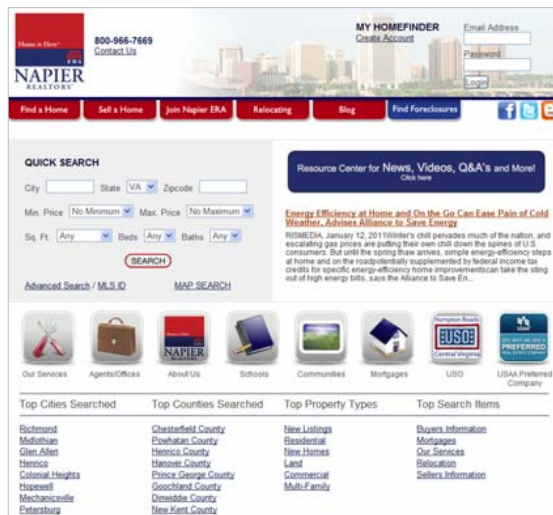 Home is Here
ERA
NAPIER
REALTORS
800-966-7669
Contact Us
MY HOMEFINDER
Create Account
Email Address
Password
Login
Find a Home
Sell a Home
Join Napier ERA
Relocating
Blog
Find Foreclosures
QUICK SEARCH
City State VA Zipcode
Min. Price No Minimum Max. Price No Maximum
Sq. Ft. Any Beds Any Baths Any
SEARCH
Advanced Search / MLS ID MAP SEARCH
Resource Center for News, Videos, Q&A's and More!
Click here
Energy Efficiency at Home and On the Go Can Ease Pain of Cold
Weather, Advises Alliance to Save Energy
RISMEDIA, January 12, 2011Winter's chill pervades much of the nation, and
escalating gas prices are putting their own chill down the spines of U.S.
consumers. But until the spring thaw arrives, simple energy-efficiency steps
at home and on the roadpotentially supplemented by federal income tax
credits for specific energy-efficiency home improvementscan take the sting
out of high energy bills, says the Alliance to Save En...
Home is Here
NAPIER
Hampton Roads
USO
Central Virginia
USAA
PREFERRED
Our Services
Agents/Offices
About Us
Schools
Communities
Mortgages
USO
USAA Preferred
Company
Top Cities Searched
Richmond
Midlothian
Glen Allen
Henrico
Colonial Heights
Hopewell
Mechanicsville
Petersburg
Top Counties Searched
Chesterfield County
Powhatan County
Henrico County
Hanover County
Prince George County
Goochland County
Dinwiddie County
New Kent County
Top Property Types
New Listings
Residential
New Homes
Land
Commercial
Multi-Family
Top Search Items
Buyers Information
Mortgages
Our Services
Relocation
Sellers Information